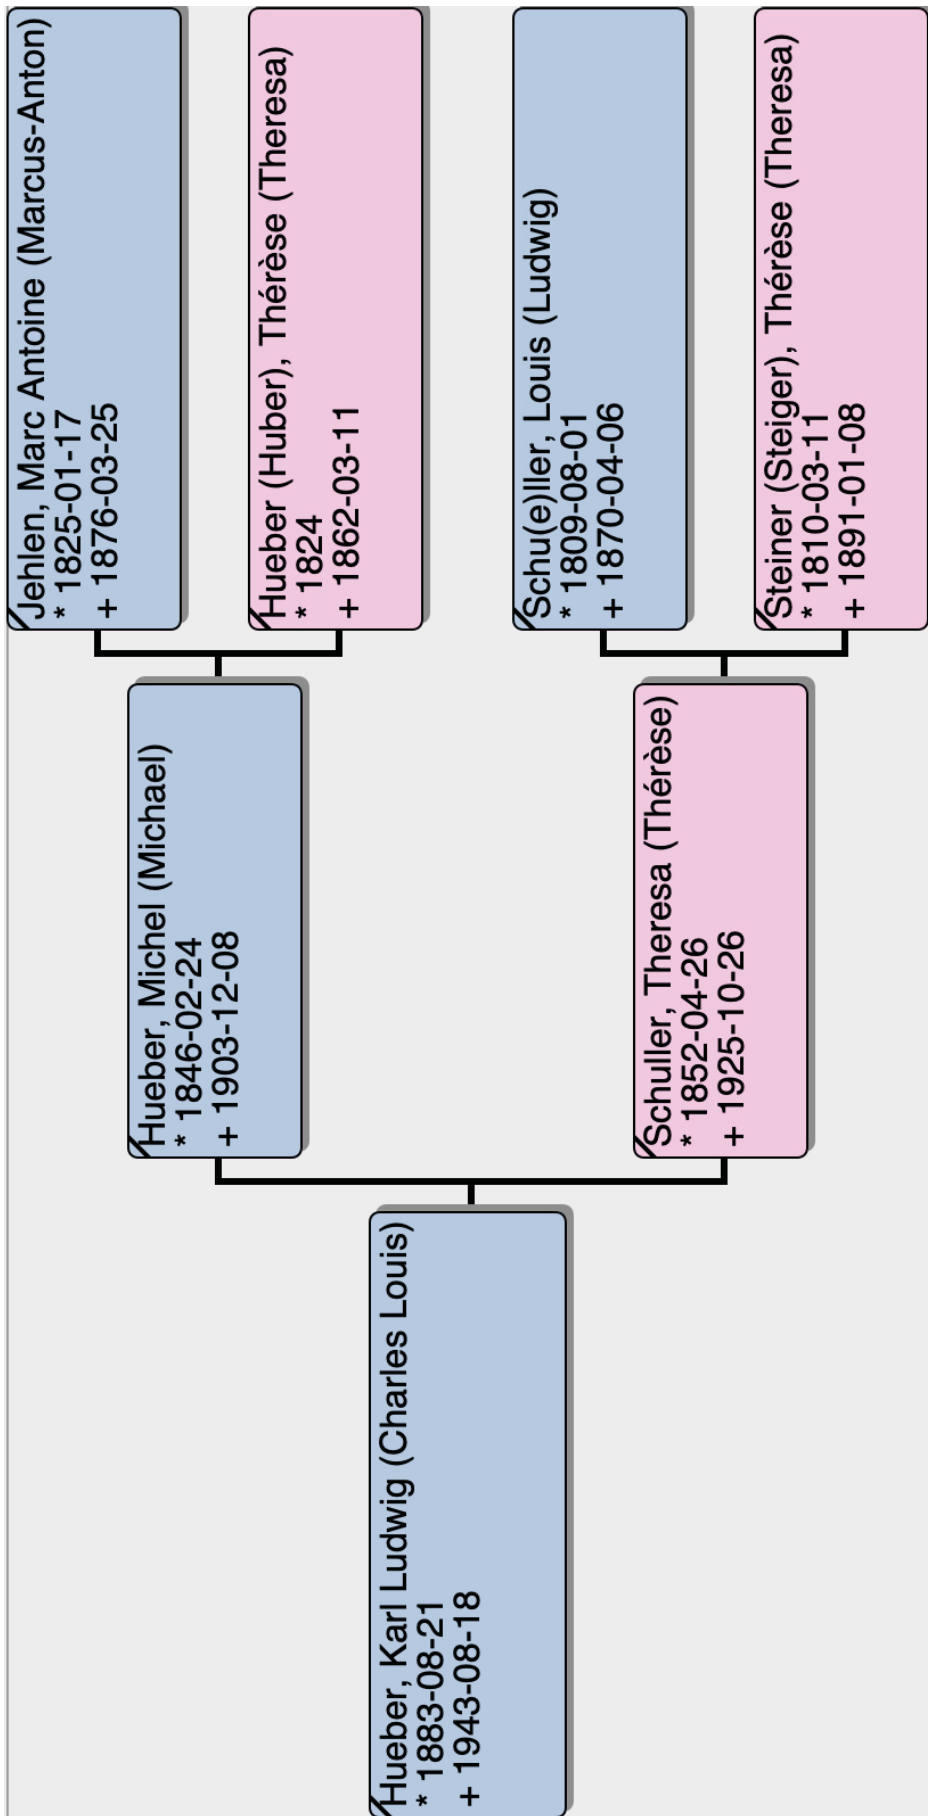 Hueber, Karl Ludwig (Charles Louis)
* 1883-08-21
+ 1943-08-18
Hueber, Michel (Michael)
* 1846-02-24
+ 1903-12-08
Schuller, Theresa (Thérèse)
* 1852-04-26
+ 1925-10-26
Jehlen, Marc Antoine (Marcus-Anton)
* 1825-01-17
+ 1876-03-25
Hueber (Huber), Thérèse (Theresa)
* 1824
+ 1862-03-11
Schu(e)ller, Louis (Ludwig)
* 1809-08-01
+ 1870-04-06
Steiner (Steiger), Thérèse (Theresa)
* 1810-03-11
+ 1891-01-08